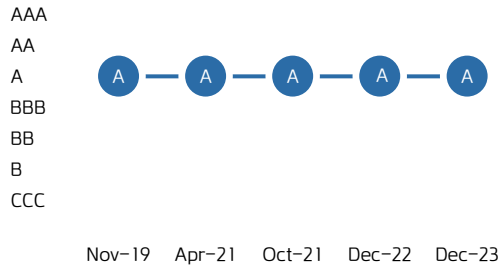 AAA
AA
A A A A A A
BBB
BB
B
CCC
Nov–19 Apr–21 Oct–21 Dec–22 Dec–23